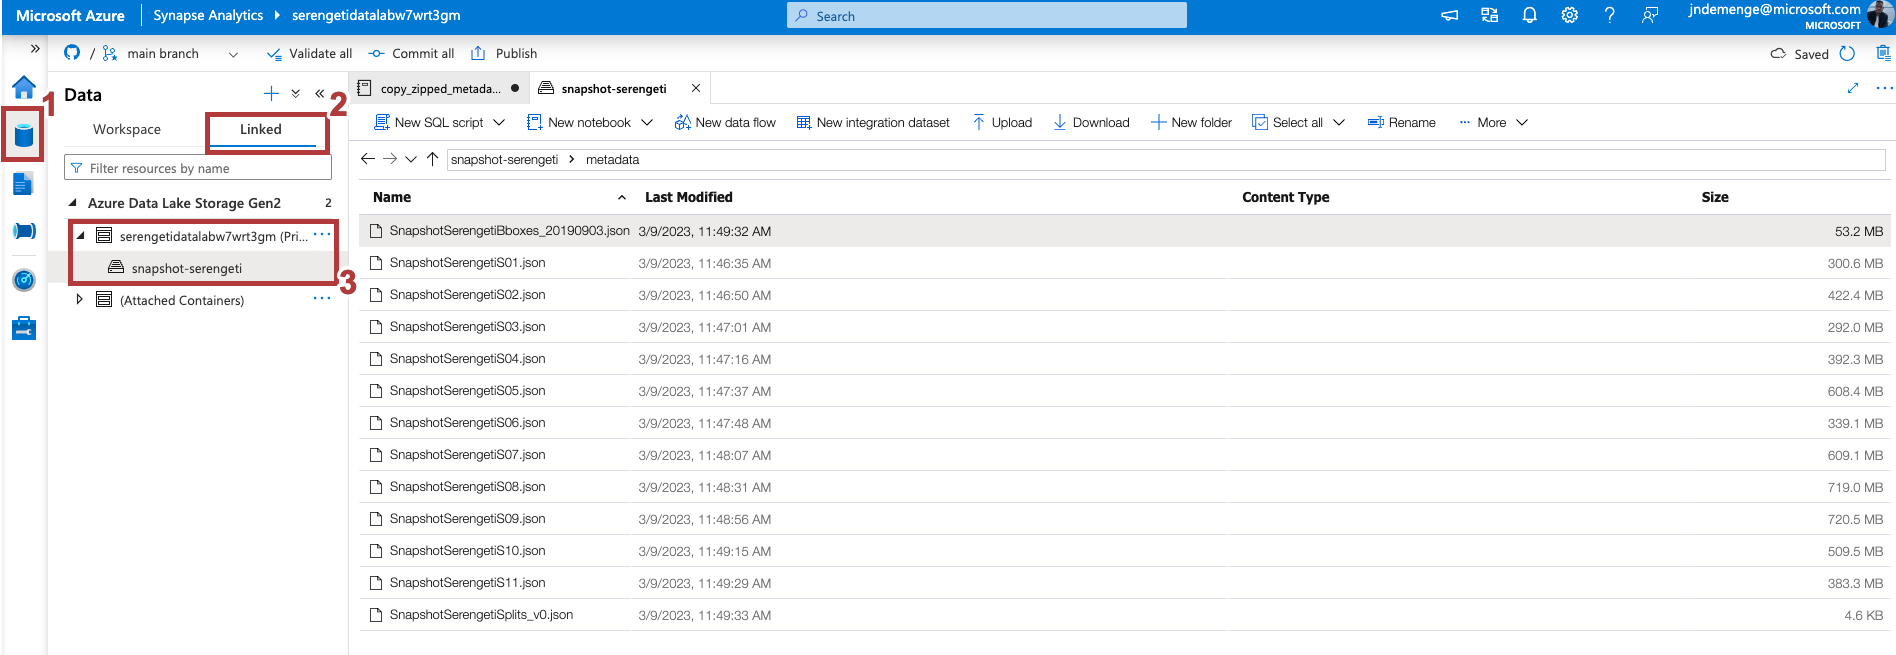 Microsoft Azure Synapse Analytics serengetidatalabw7wrt3gm Search jndemenge@microsoft.com
MICROSOFT
/ main branch Validate all Commit all Publish Saved
Data
copy_zipped_metada... snapshot-serengeti
1
2
Workspace Linked
New SQL script New notebook New data flow New integration dataset Upload Download New folder Select all Rename More
Filter resources by name
snapshot-serengeti metadata
Azure Data Lake Storage Gen2 2
serengetidatalabw7wrt3gm (Pri...
snapshot-serengeti
3
(Attached Containers)
Name Last Modified Content Type Size
SnapshotSerengetiBboxes_20190903.json 3/9/2023, 11:49:32 AM 53.2 MB
SnapshotSerengetiS01.json 3/9/2023, 11:46:35 AM 300.6 MB
SnapshotSerengetiS02.json 3/9/2023, 11:46:50 AM 422.4 MB
SnapshotSerengetiS03.json 3/9/2023, 11:47:01 AM 292.0 MB
SnapshotSerengetiS04.json 3/9/2023, 11:47:16 AM 392.3 MB
SnapshotSerengetiS05.json 3/9/2023, 11:47:37 AM 608.4 MB
SnapshotSerengetiS06.json 3/9/2023, 11:47:48 AM 339.1 MB
SnapshotSerengetiS07.json 3/9/2023, 11:48:07 AM 609.1 MB
SnapshotSerengetiS08.json 3/9/2023, 11:48:31 AM 719.0 MB
SnapshotSerengetiS09.json 3/9/2023, 11:48:56 AM 720.5 MB
SnapshotSerengetiS10.json 3/9/2023, 11:49:15 AM 509.5 MB
SnapshotSerengetiS11.json 3/9/2023, 11:49:29 AM 383.3 MB
SnapshotSerengetiSplits_v0.json 3/9/2023, 11:49:33 AM 4.6 KB